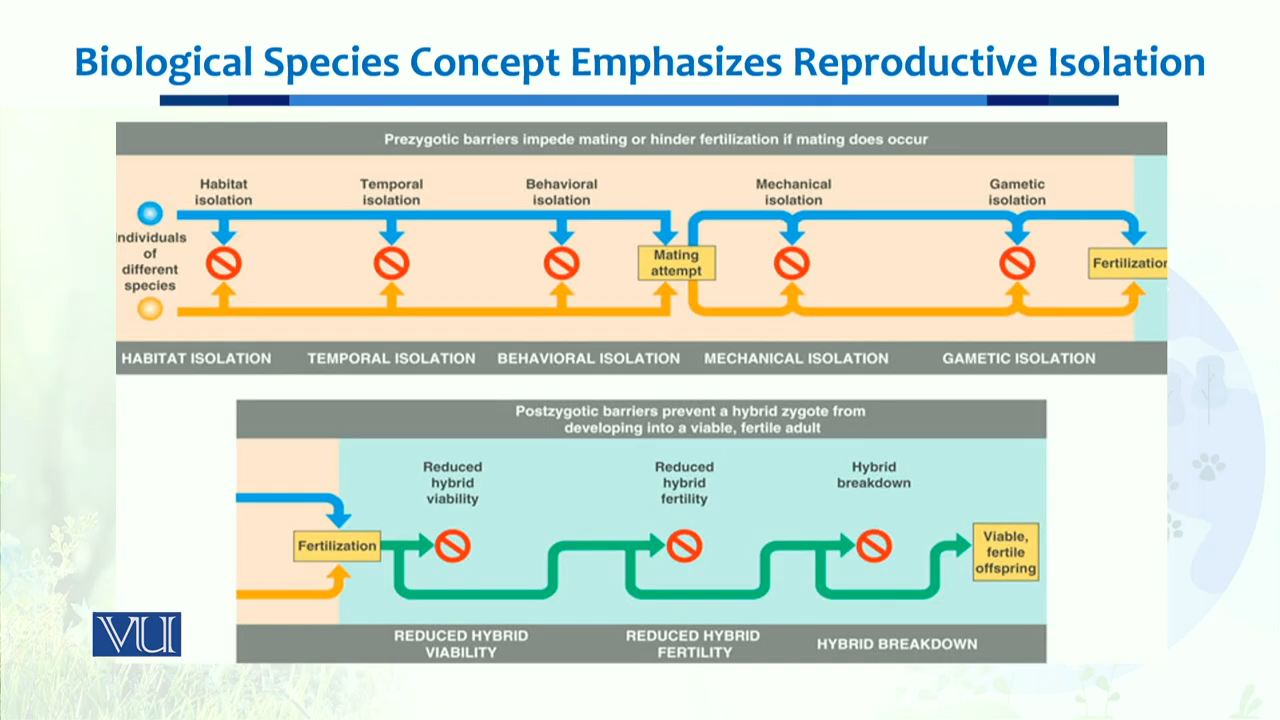 Biological Species Concept Emphasizes Reproductive Isolation
Prezygotic barriers impede mating or hinder fertilization if mating does occur
Habitat
isolation
Temporal
isolation
Behavioral
isolation
Mechanical
isolation
Gametic
isolation
Individuals
of
different
species
Mating
attempt
Fertilization
HABITAT ISOLATION
TEMPORAL ISOLATION
BEHAVIORAL ISOLATION
MECHANICAL ISOLATION
GAMETIC ISOLATION
Postzygotic barriers prevent a hybrid zygote from
developing into a viable, fertile adult
Reduced
hybrid
viability
Reduced
hybrid
fertility
Hybrid
breakdown
Fertilization
Viable,
fertile
offspring
REDUCED HYBRID
VIABILITY
REDUCED HYBRID
FERTILITY
HYBRID BREAKDOWN
VU